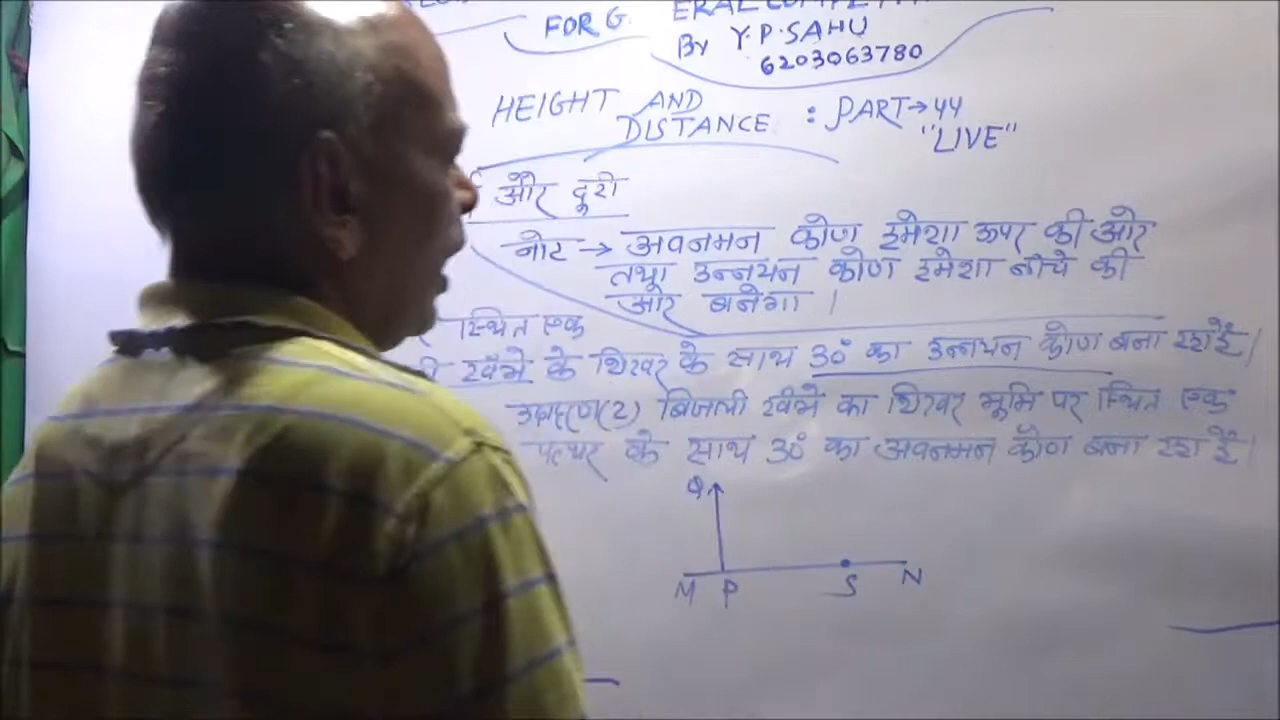 FOR G ERAL COMPETI
By Y.P.SAHU
6203063780
HEIGHT AND
DISTANCE : PART→44
"LIVE"
और दूरी
नोट → अवनमन कोण हमेशा ऊपर की ओर
तथा उन्नयन कोण हमेशा नीचे की
ओर बनेगा ।
स्थित एक
खंभे के शिखर के साथ 30° का उन्नयन कोण बना रहा है।
उदाहरण(2) बिजली खंभे का शिखर भूमि पर स्थित एक
पत्थर के साथ 30° का अवनमन कोण बना रहा है।
Q
M P S N